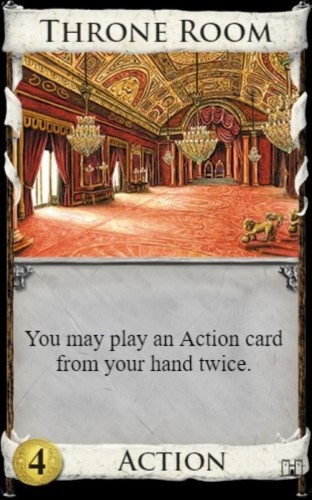 THRONE ROOM
You may play an Action card
from your hand twice.
4
ACTION